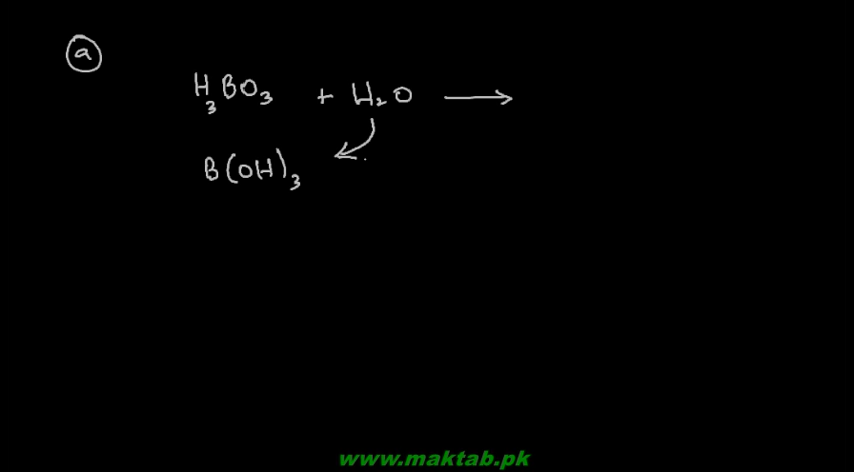 a
H₃BO₃ + H₂O ⟶
B(OH)₃
www.maktab.pk